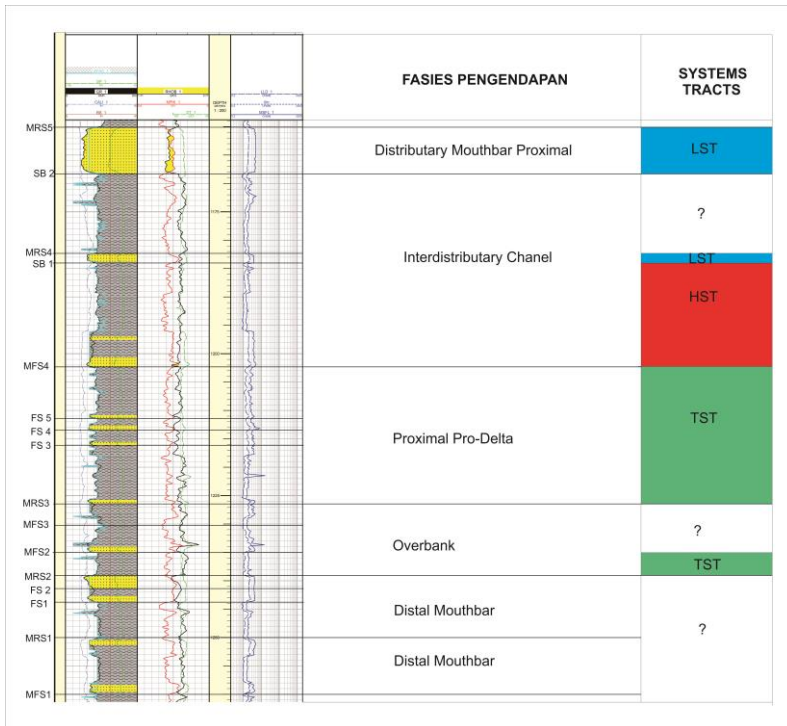 FASIES PENGENDAPAN
SYSTEMS
TRACTS
MRS5
Distributary Mouthbar Proximal
LST
SB 2
?
MRS4
Interdistributary Chanel
LST
SB 1
HST
MFS4
FS 5
TST
FS 4
Proximal Pro-Delta
FS 3
MRS3
MFS3
?
Overbank
MFS2
TST
MRS2
FS 2
FS1
Distal Mouthbar
?
MRS1
Distal Mouthbar
MFS1